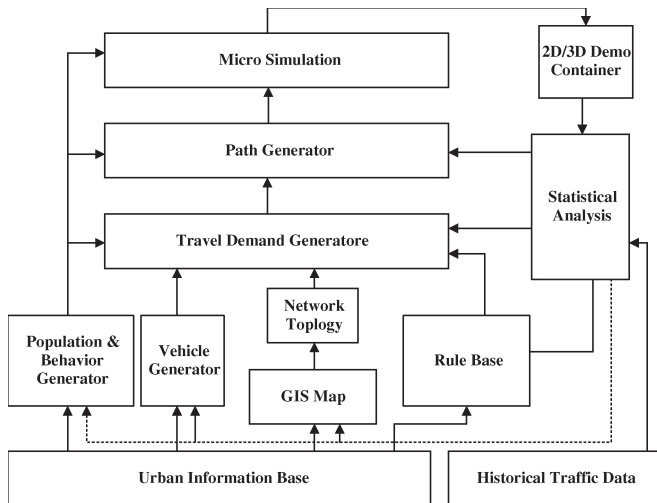 Micro Simulation
2D/3D Demo
Container
Path Generator
Statistical
Analysis
Travel Demand Generatore
Network
Toplogy
Population &
Behavior
Generator
Vehicle
Generator
Rule Base
GIS Map
Urban Information Base
Historical Traffic Data